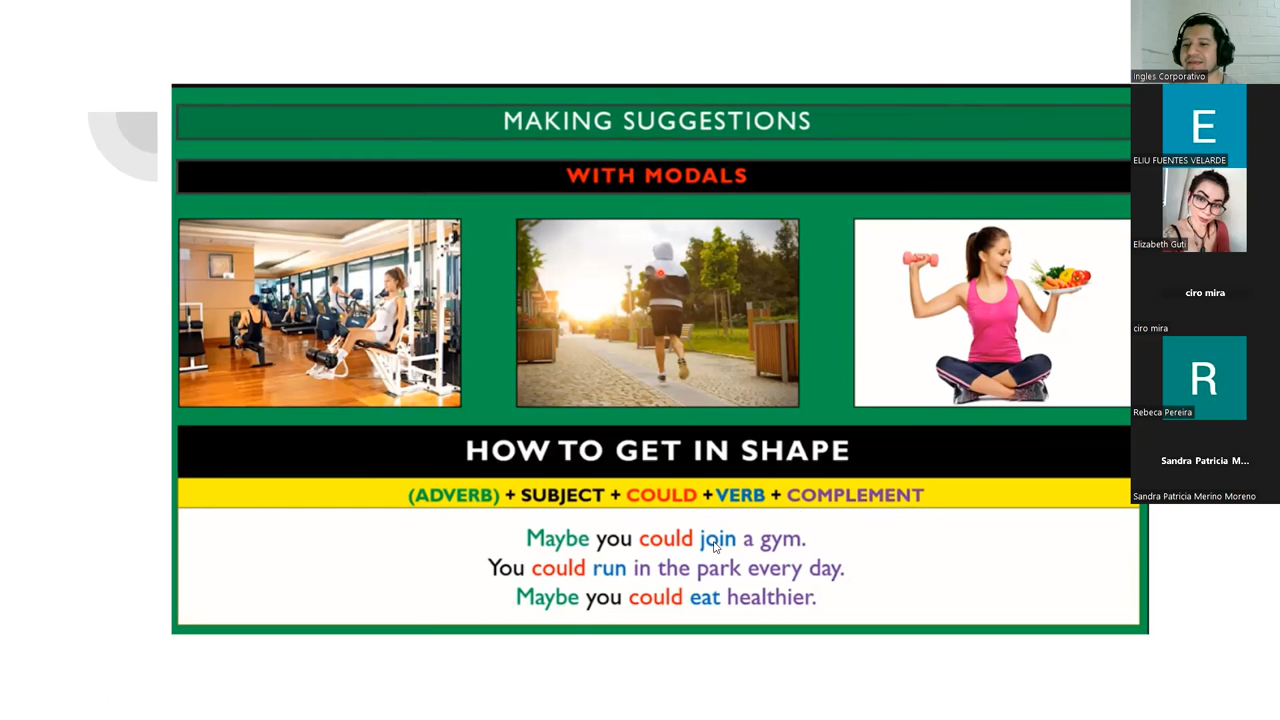 MAKING SUGGESTIONS
WITH MODALS
HOW TO GET IN SHAPE
(ADVERB) + SUBJECT + COULD + VERB + COMPLEMENT
Maybe you could join a gym.
You could run in the park every day.
Maybe you could eat healthier.
Ingles Corporativo
E
ELIU FUENTES VELARDE
Elizabeth Guti
ciro mira
ciro mira
R
Rebeca Pereira
Sandra Patricia M...
Sandra Patricia Merino Moreno